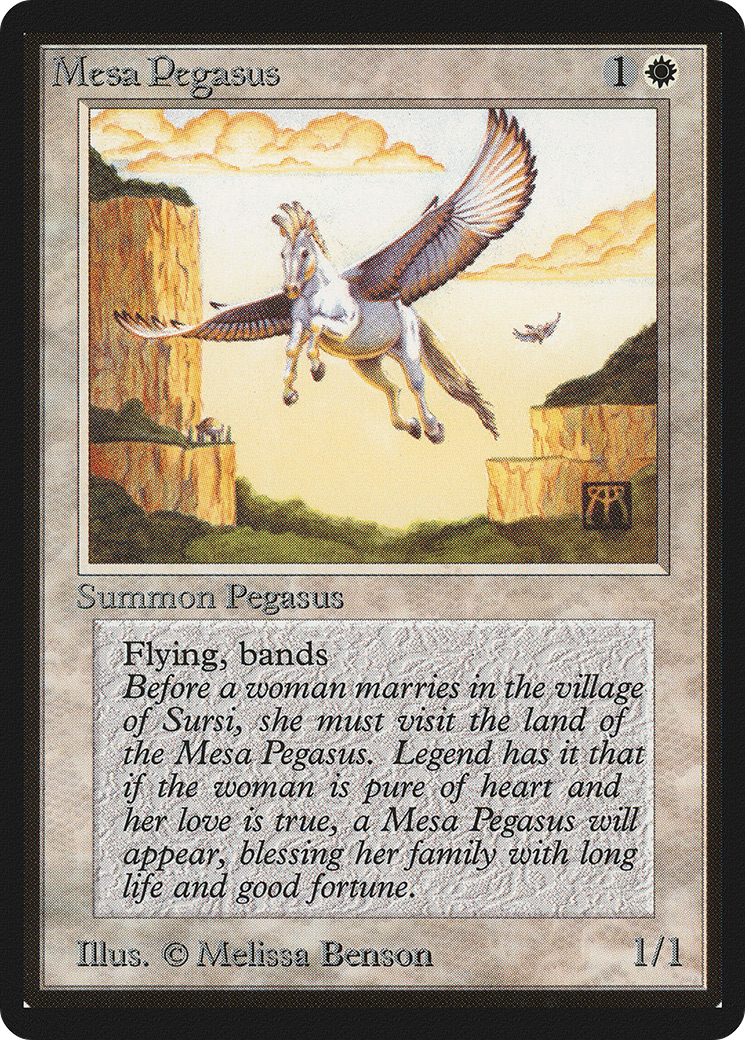 Mesa Pegasus 1
Summon Pegasus
Flying, bands
Before a woman marries in the village
of Sursi, she must visit the land of
the Mesa Pegasus. Legend has it that
if the woman is pure of heart and
her love is true, a Mesa Pegasus will
appear, blessing her family with long
life and good fortune.
Illus. © Melissa Benson 1/1